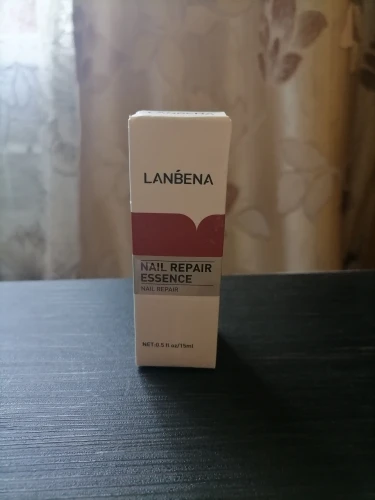 LANBENA
NAIL REPAIR
ESSENCE
NAIL REPAIR
NET:0.5 fl oz/15ml